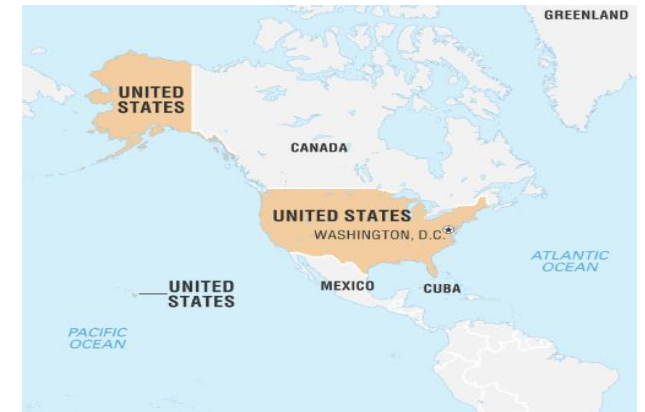 GREENLAND
UNITED
STATES
CANADA
UNITED STATES
WASHINGTON, D.C.
ATLANTIC
OCEAN
UNITED
STATES
MEXICO
CUBA
PACIFIC
OCEAN